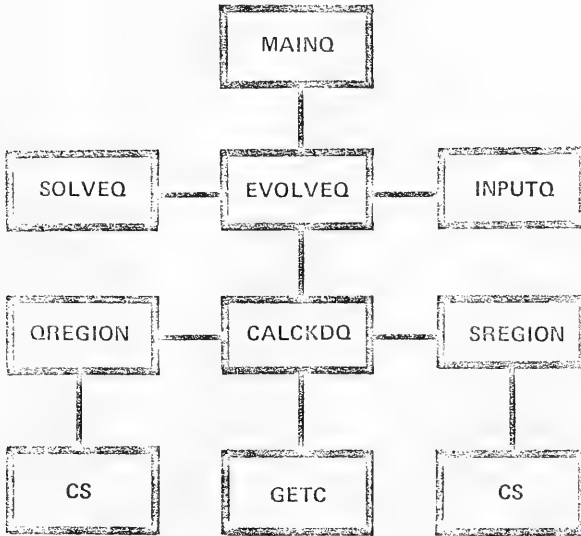 MAINQ
SOLVEQ
EVOLVEQ
INPUTQ
QREGION
CALCKDQ
SREGION
CS
GETC
CS